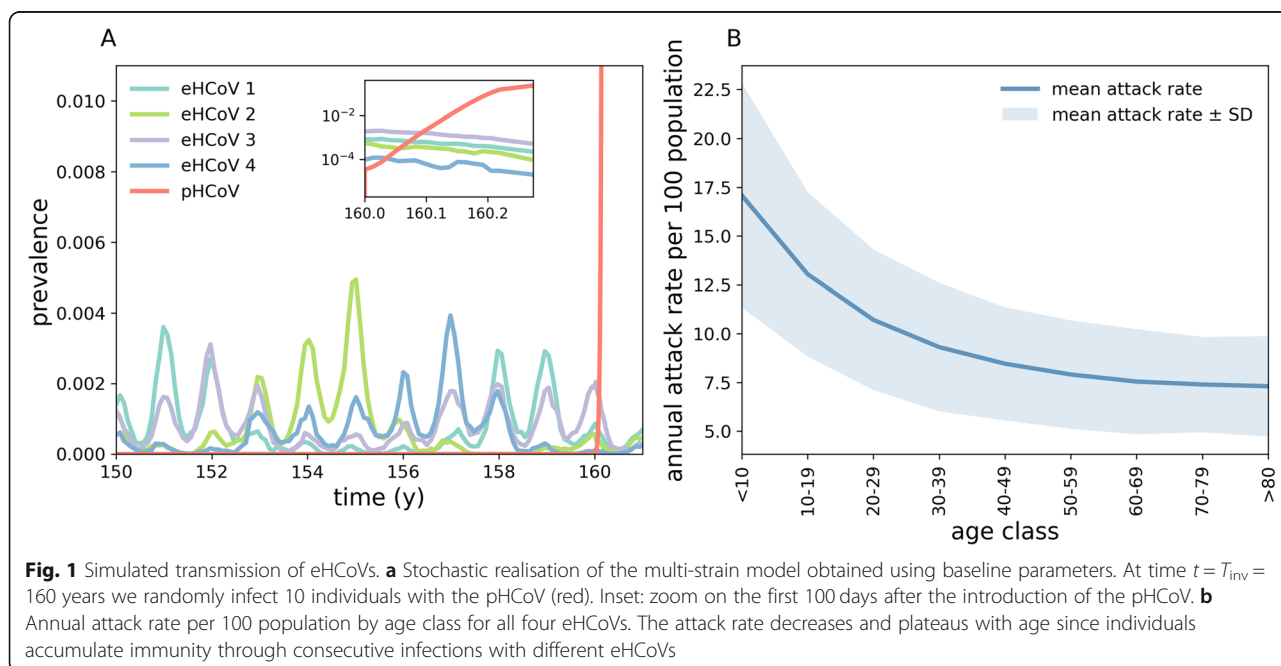 A
0.010
0.008
0.006
0.004
0.002
0.000
prevalence
eHCoV 1
eHCoV 2
eHCoV 3
eHCoV 4
pHCoV
10⁻²
10⁻⁴
160.0 160.1 160.2
150 152 154 156 158 160
time (y)
B
22.5
20.0
17.5
15.0
12.5
10.0
7.5
5.0
annual attack rate per 100 population
mean attack rate
mean attack rate ± SD
<10 10-19 20-29 30-39 40-49 50-59 60-69 70-79 >80
age class
Fig. 1 Simulated transmission of eHCoVs. a Stochastic realisation of the multi-strain model obtained using baseline parameters. At time t = Tinv =
160 years we randomly infect 10 individuals with the pHCoV (red). Inset: zoom on the first 100 days after the introduction of the pHCoV. b
Annual attack rate per 100 population by age class for all four eHCoVs. The attack rate decreases and plateaus with age since individuals
accumulate immunity through consecutive infections with different eHCoVs